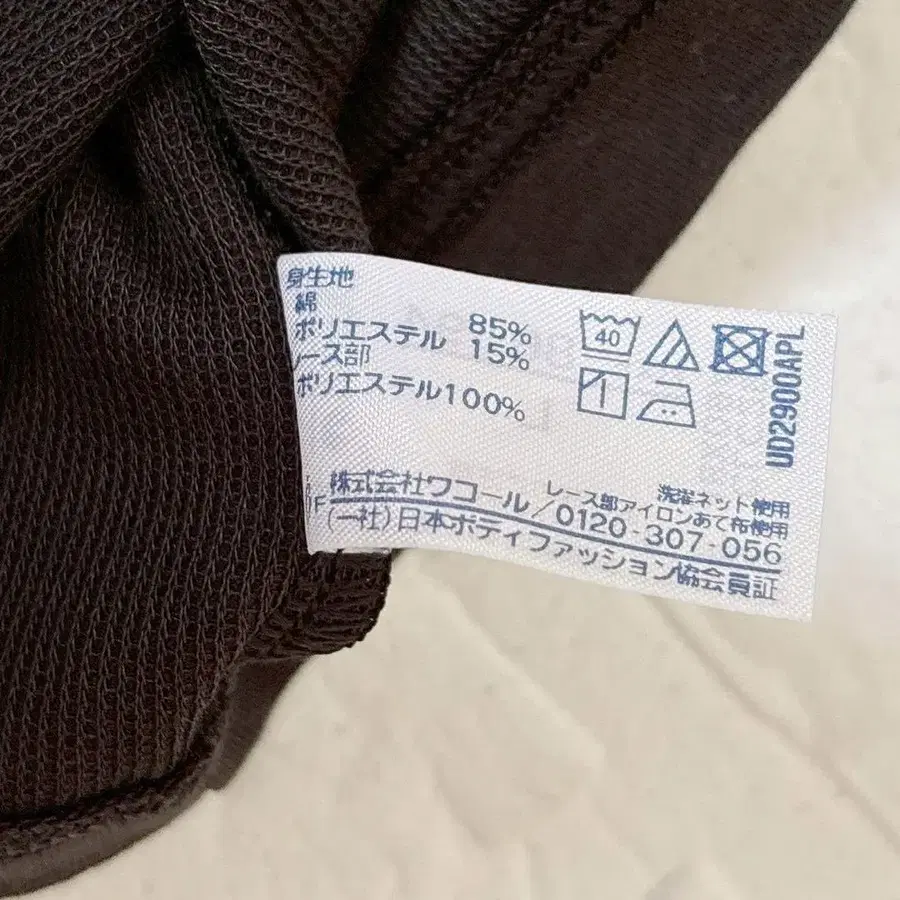 身生地
綿 85%
ポリエステル 15%
レース部
ポリエステル100%
40
UD2900APL
洗濯ネット使用
レース部アイロンあて布使用
株式会社ワコール/0120-307-056
(一社)日本ボディファッション協会員証